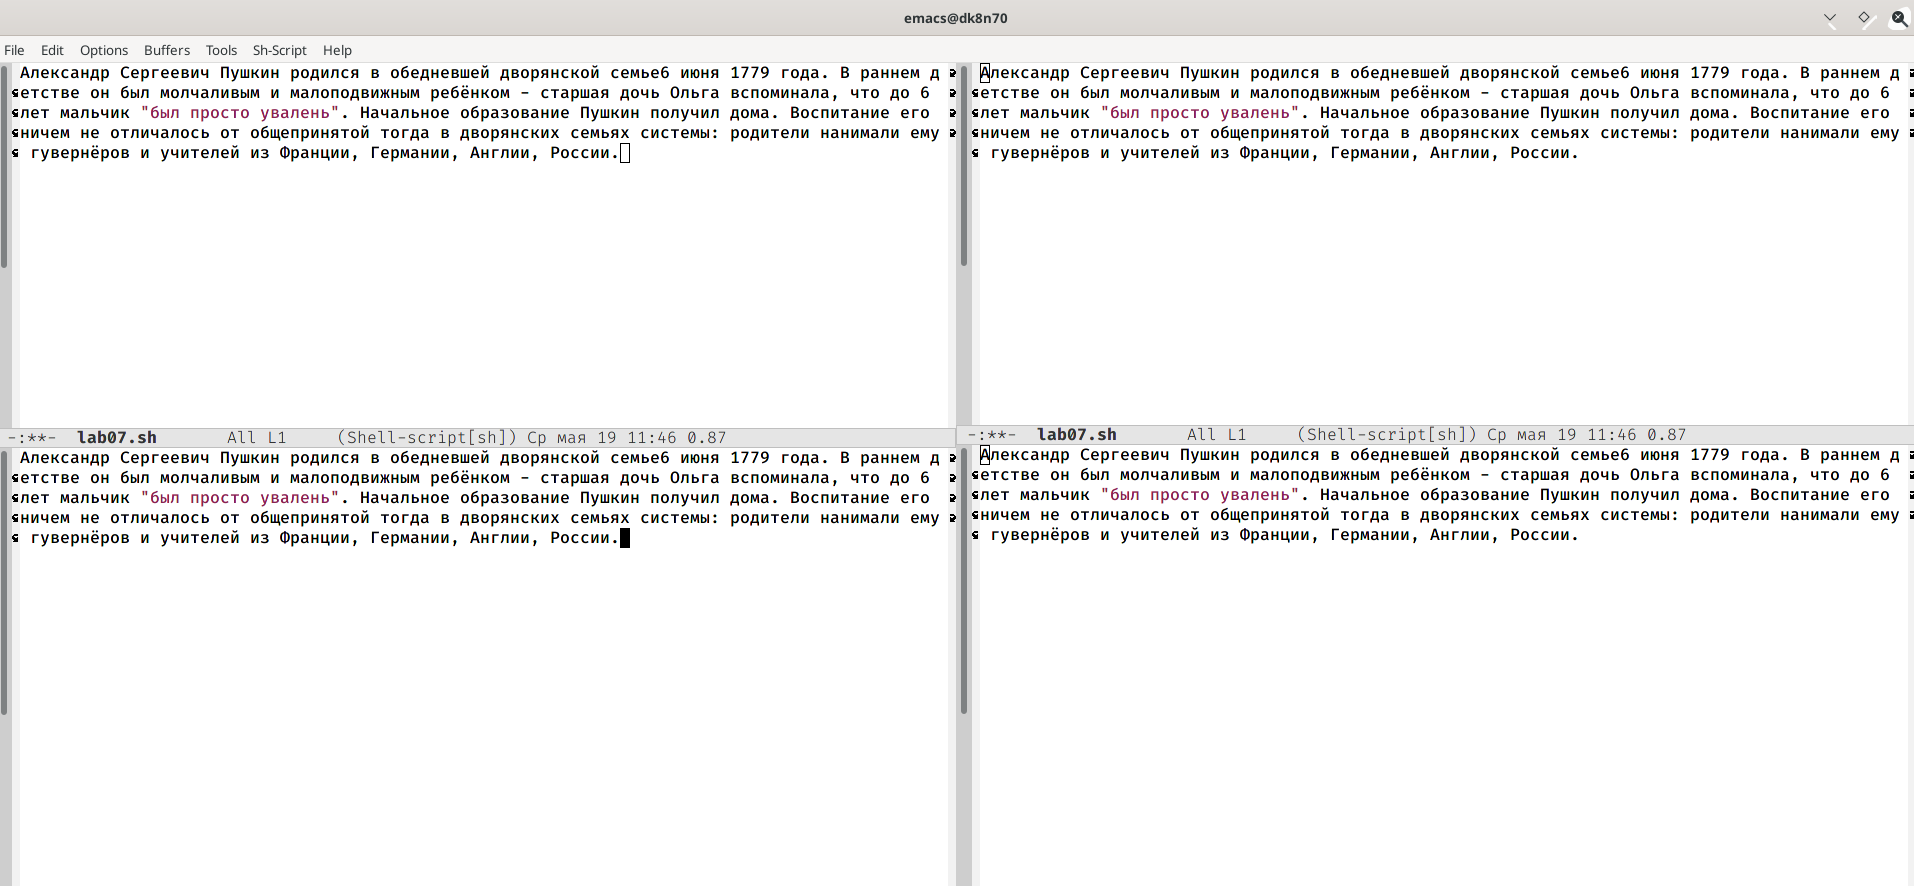 emacs@dk8n70
File Edit Options Buffers Tools Sh-Script Help
Александр Сергеевич Пушкин родился в обедневшей дворянской семье6 июня 1779 года. В раннем д
етстве он был молчаливым и малоподвижным ребёнком - старшая дочь Ольга вспоминала, что до 6
лет мальчик "был просто увалень". Начальное образование Пушкин получил дома. Воспитание его
ничем не отличалось от общепринятой тогда в дворянских семьях системы: родители нанимали ему
гувернёров и учителей из Франции, Германии, Англии, России.
-:**- lab07.sh All L1 (Shell-script[sh]) Ср мая 19 11:46 0.87
Александр Сергеевич Пушкин родился в обедневшей дворянской семье6 июня 1779 года. В раннем д
етстве он был молчаливым и малоподвижным ребёнком - старшая дочь Ольга вспоминала, что до 6
лет мальчик "был просто увалень". Начальное образование Пушкин получил дома. Воспитание его
ничем не отличалось от общепринятой тогда в дворянских семьях системы: родители нанимали ему
гувернёров и учителей из Франции, Германии, Англии, России.
Александр Сергеевич Пушкин родился в обедневшей дворянской семье6 июня 1779 года. В раннем д
етстве он был молчаливым и малоподвижным ребёнком - старшая дочь Ольга вспоминала, что до 6
лет мальчик "был просто увалень". Начальное образование Пушкин получил дома. Воспитание его
ничем не отличалось от общепринятой тогда в дворянских семьях системы: родители нанимали ему
гувернёров и учителей из Франции, Германии, Англии, России.
-:**- lab07.sh All L1 (Shell-script[sh]) Ср мая 19 11:46 0.87
Александр Сергеевич Пушкин родился в обедневшей дворянской семье6 июня 1779 года. В раннем д
етстве он был молчаливым и малоподвижным ребёнком - старшая дочь Ольга вспоминала, что до 6
лет мальчик "был просто увалень". Начальное образование Пушкин получил дома. Воспитание его
ничем не отличалось от общепринятой тогда в дворянских семьях системы: родители нанимали ему
гувернёров и учителей из Франции, Германии, Англии, России.